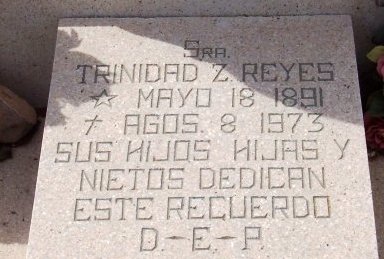 Sra.
TRINIDAD Z. REYES
☆ MAYO 18 1891
† AGOS. 8 1973
SUS HIJOS HIJAS Y
NIETOS DEDICAN
ESTE RECUERDO
D.-E.-P.